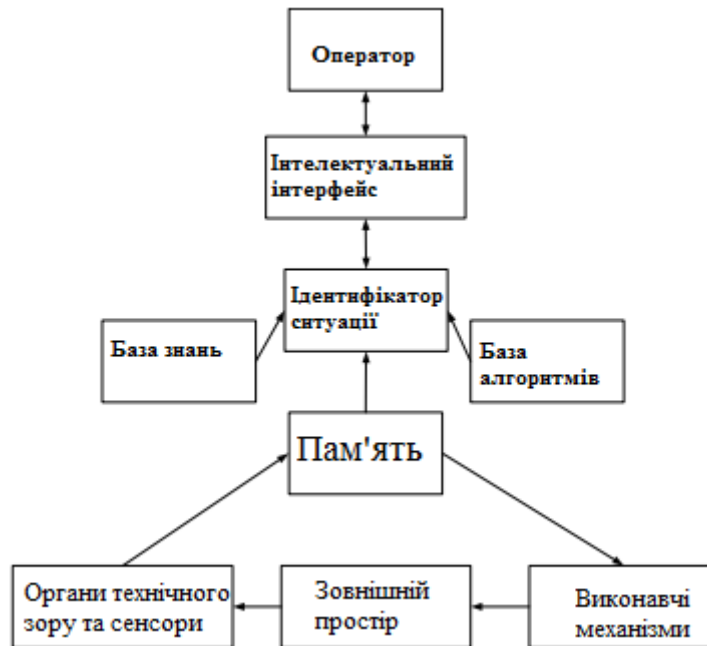 Оператор
Інтелектуальний
інтерфейс
Ідентифікатор
ситуації
База знань
База
алгоритмів
Пам'ять
Органи технічного
зору та сенсори
Зовнішній
простір
Виконавчі
механізми